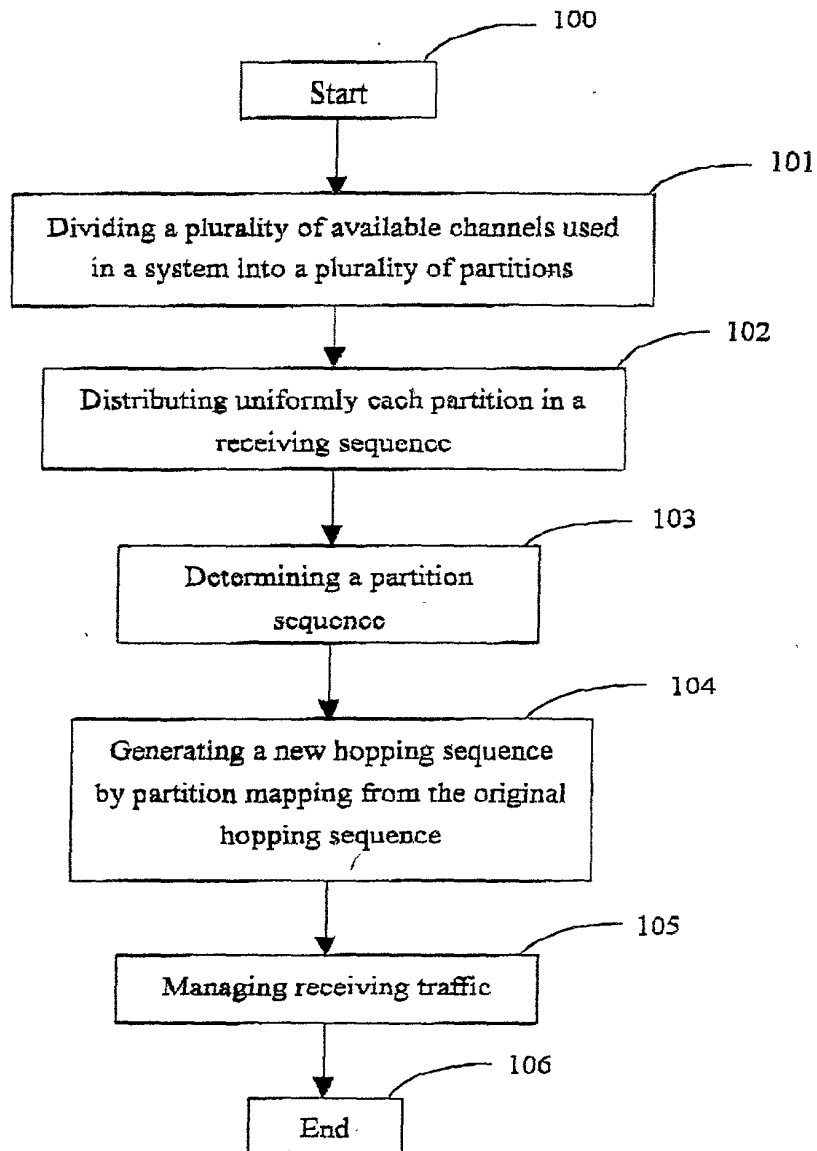 100
Start
101
Dividing a plurality of available channels used
in a system into a plurality of partitions
102
Distributing uniformly each partition in a
receiving sequence
103
Determining a partition
sequence
104
Generating a new hopping sequence
by partition mapping from the original
hopping sequence
105
Managing receiving traffic
106
End